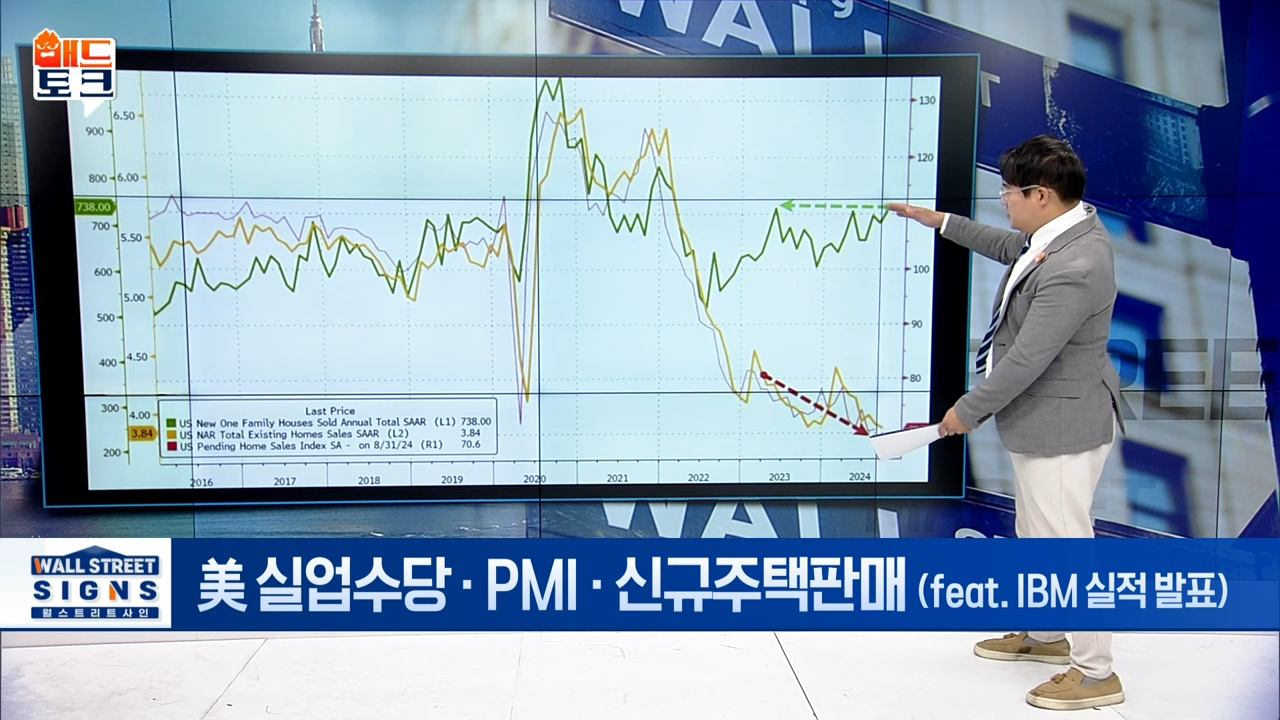 매드
토크
WALL
T
6.50
900
6.00
800
738.00
700
5.50
600
5.00
500
4.50
400
4.00
300
3.84
200
130
120
100
90
80
Last Price
US New One Family Houses Sold Annual Total SAAR (L1) 738.00
US NAR Total Existing Homes Sales SAAR (L2) 3.84
US Pending Home Sales Index SA - on 8/31/24 (R1) 70.6
2016 2017 2018 2019 2020 2021 2022 2023 2024
WALL
REE
WALL STREET
SIGNS
월스트리트사인
美 실업수당 · PMI · 신규주택판매 (feat. IBM 실적 발표)